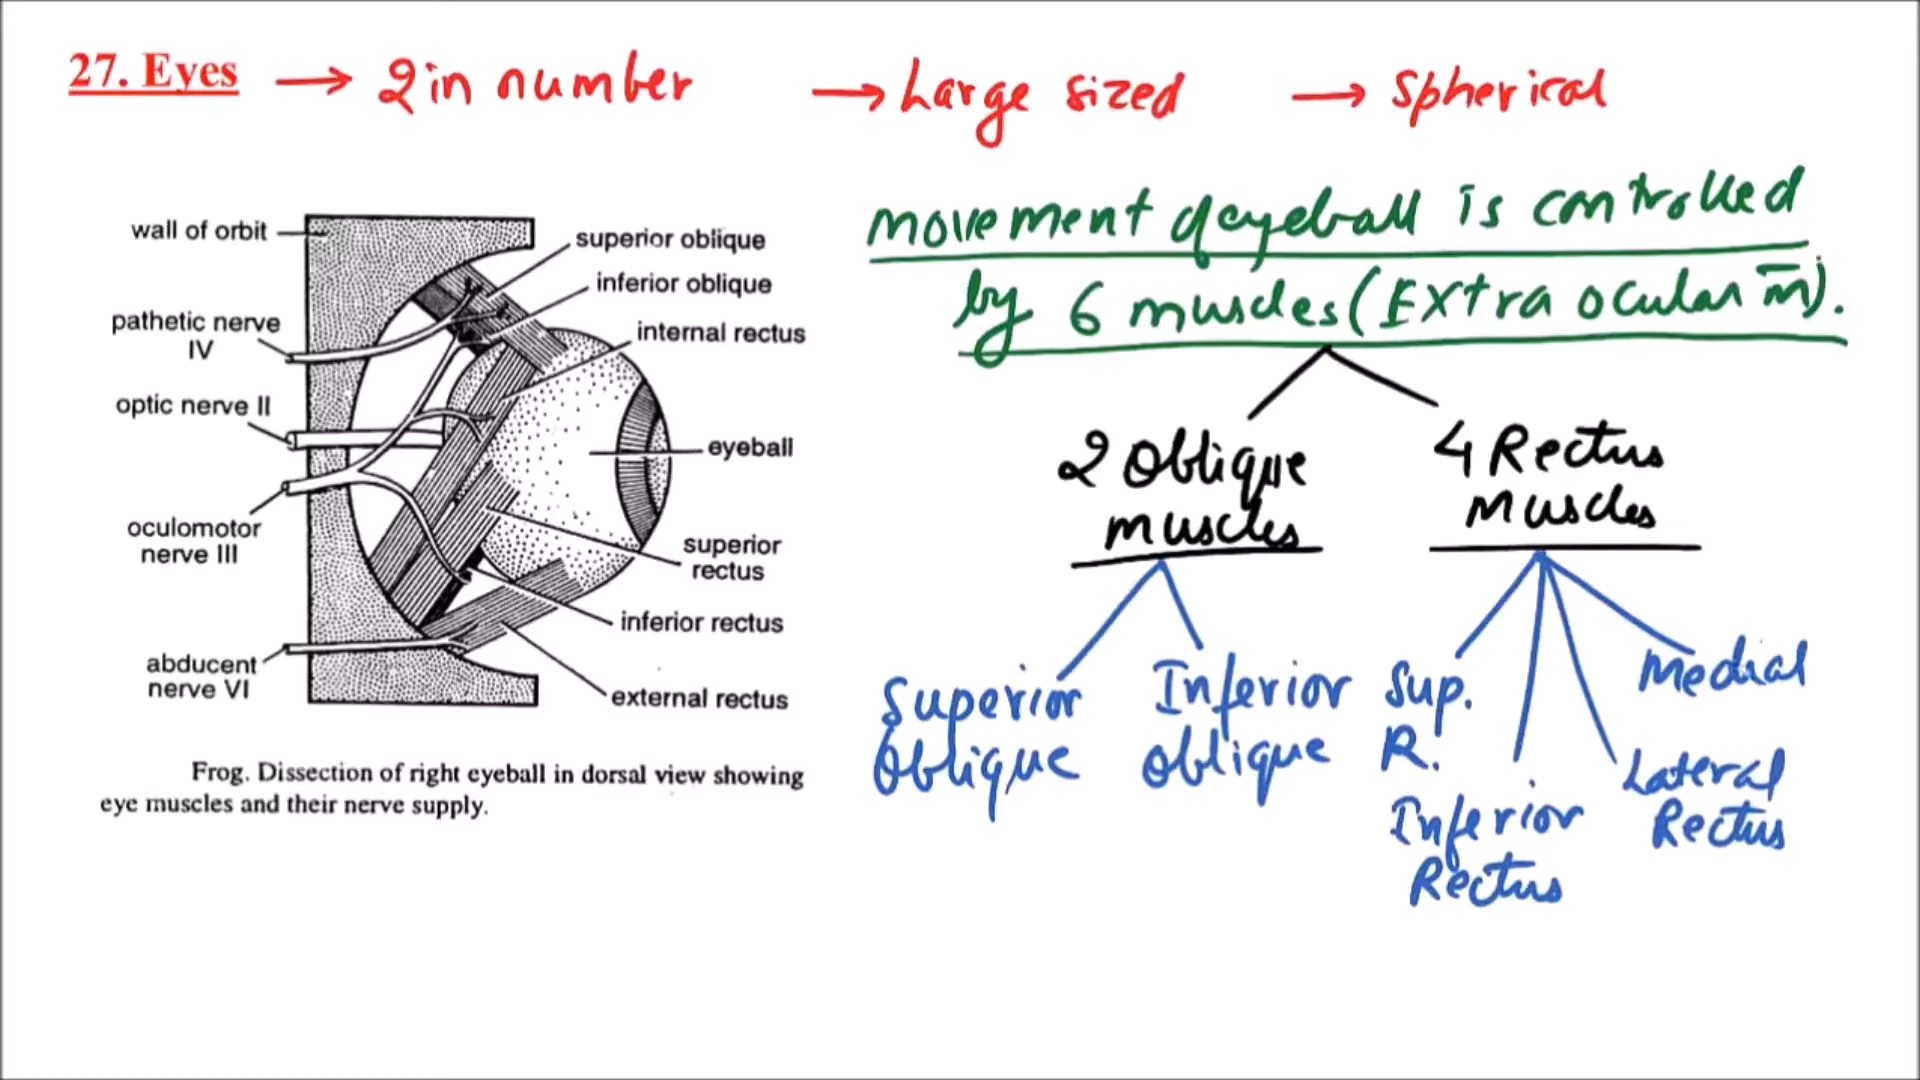 27. Eyes → 2 in number → Large sized → Spherical
movement of eyeball is controlled
by 6 muscles (Extra ocular m̅).
2 Oblique
muscles
4 Rectus
Muscles
Superior
Oblique
Inferior
oblique
Sup.
R.
Inferior
Rectus
Lateral
Rectus
Medial
wall of orbit
pathetic nerve
IV
optic nerve II
oculomotor
nerve III
abducent
nerve VI
superior oblique
inferior oblique
internal rectus
eyeball
superior
rectus
inferior rectus
external rectus
Frog. Dissection of right eyeball in dorsal view showing
eye muscles and their nerve supply.